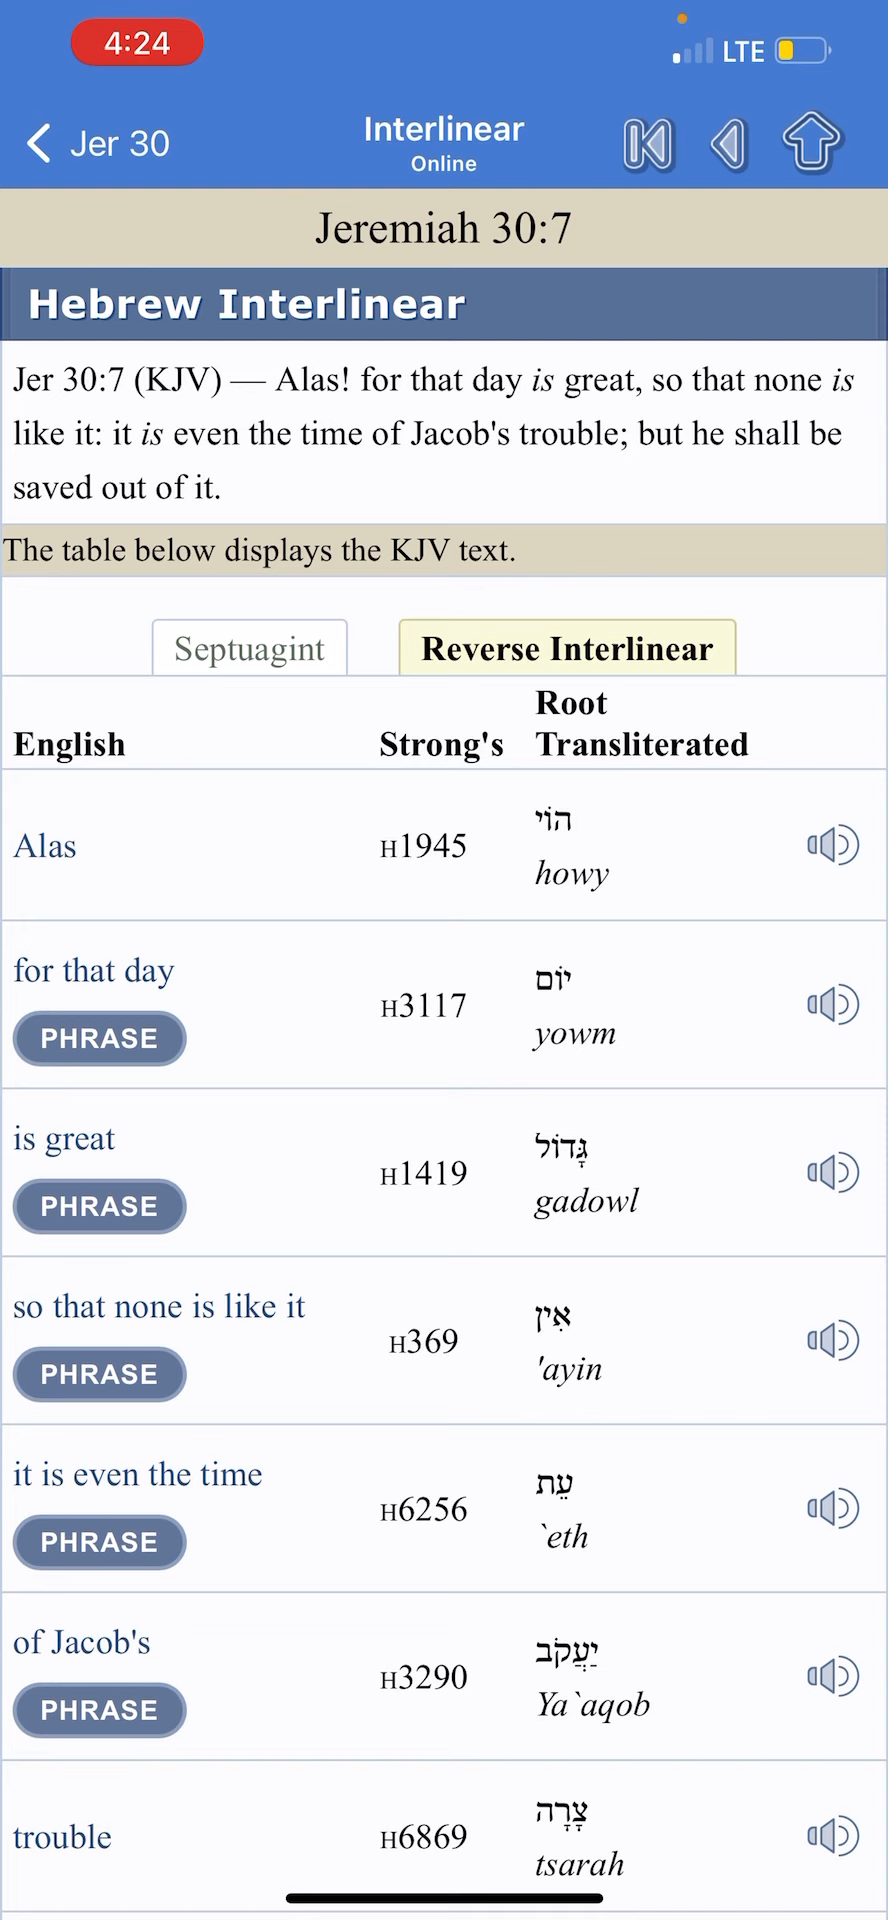 4:24
LTE
Jer 30
Interlinear
Online
Jeremiah 30:7
Hebrew Interlinear
Jer 30:7 (KJV) — Alas! for that day is great, so that none is
like it: it is even the time of Jacob's trouble; but he shall be
saved out of it.
The table below displays the KJV text.
Septuagint
Reverse Interlinear
English Strong's Root Transliterated
Alas
H1945
הוֹי
howy
for that day
PHRASE
H3117
יוֹם
yowm
is great
PHRASE
H1419
גָּדוֹל
gadowl
so that none is like it
PHRASE
H369
אִין
'ayin
it is even the time
PHRASE
H6256
עֵת
`eth
of Jacob's
PHRASE
H3290
יַעֲקֹב
Ya`aqob
trouble
H6869
צָרָה
tsarah